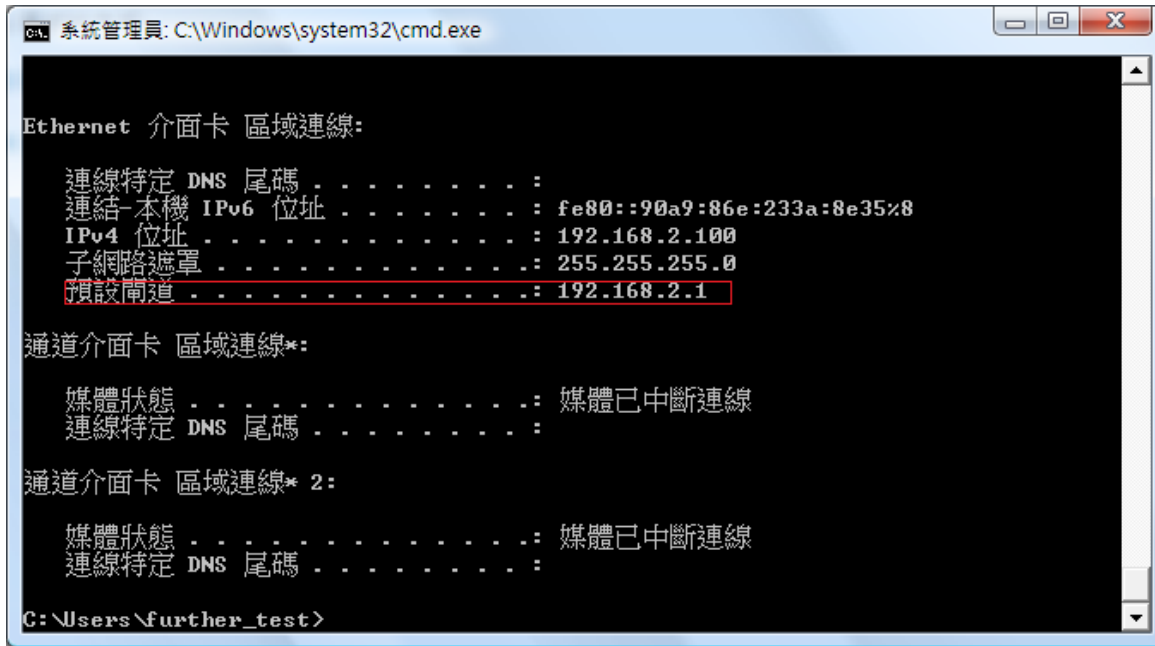 系統管理員: C:\Windows\system32\cmd.exe
Ethernet 介面卡 區域連線:
連線特定 DNS 尾碼 . . . . . . . . :
連結-本機 IPv6 位址 . . . . . . . : fe80::90a9:86e:233a:8e35%8
IPv4 位址 . . . . . . . . . . . . : 192.168.2.100
子網路遮罩 . . . . . . . . . . . .: 255.255.255.0
預設閘道 . . . . . . . . . . . . .: 192.168.2.1
通道介面卡 區域連線*:
媒體狀態 . . . . . . . . . . . . .: 媒體已中斷連線
連線特定 DNS 尾碼 . . . . . . . . :
通道介面卡 區域連線* 2:
媒體狀態 . . . . . . . . . . . . .: 媒體已中斷連線
連線特定 DNS 尾碼 . . . . . . . . :
C:\Users\further_test>